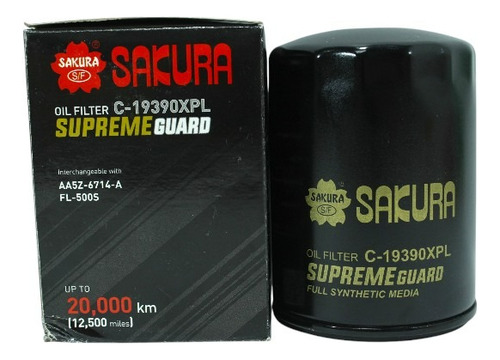 SAKURA
S/F
SAKURA
OIL FILTER C-19390XPL
SUPREME GUARD
Interchangeable with
AA5Z-6714-A
FL-500S
UP TO
20,000 km
(12,500 miles)
SAKURA
S/F
SAKURA
OIL FILTER C-19390XPL
SUPREME GUARD
FULL SYNTHETIC MEDIA